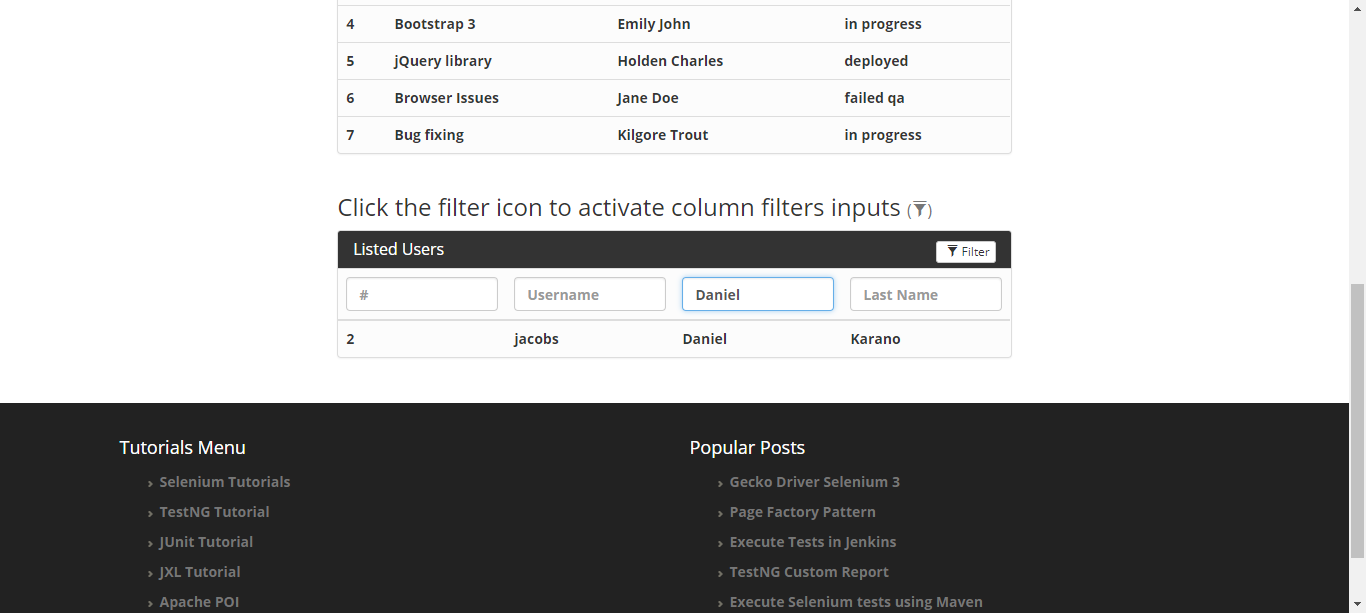 4 Bootstrap 3 Emily John in progress
5 jQuery library Holden Charles deployed
6 Browser Issues Jane Doe failed qa
7 Bug fixing Kilgore Trout in progress
Click the filter icon to activate column filters inputs ( )
Listed Users Filter
# Username Daniel Last Name
2 jacobs Daniel Karano
Tutorials Menu
› Selenium Tutorials
› TestNG Tutorial
› JUnit Tutorial
› JXL Tutorial
› Apache POI
Popular Posts
› Gecko Driver Selenium 3
› Page Factory Pattern
› Execute Tests in Jenkins
› TestNG Custom Report
› Execute Selenium tests using Maven